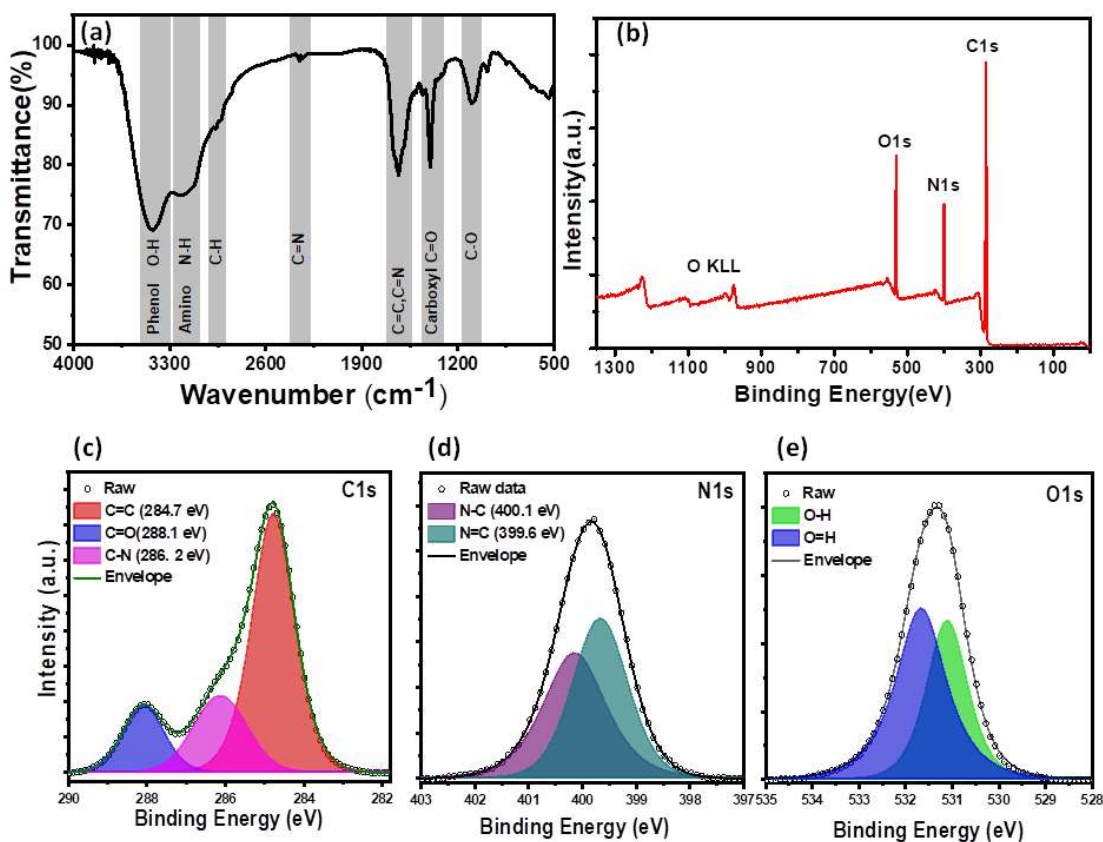 (a)
100
90
80
70
60
50
Transmittance(%)
Phenol O-H
Amino N-H
C-H
C=N
C=C,C=N
Carboxyl C=O
C-O
4000 3300 2600 1900 1200 500
Wavenumber (cm-1)
(b)
C1s
O1s
N1s
O KLL
Intensity(a.u.)
1300 1100 900 700 500 300 100
Binding Energy(eV)
(c)
Raw
C=C (284.7 eV)
C=O(288.1 eV)
C-N (286. 2 eV)
Envelope
C1s
Intensity (a.u.)
290 288 286 284 282
Binding Energy (eV)
(d)
Raw data
N-C (400.1 eV)
N=C (399.6 eV)
Envelope
N1s
403 402 401 400 399 398 397
Binding Energy (eV)
(e)
Raw
O-H
O=H
Envelope
O1s
535 534 533 532 531 530 529 528
Binding Energy (eV)